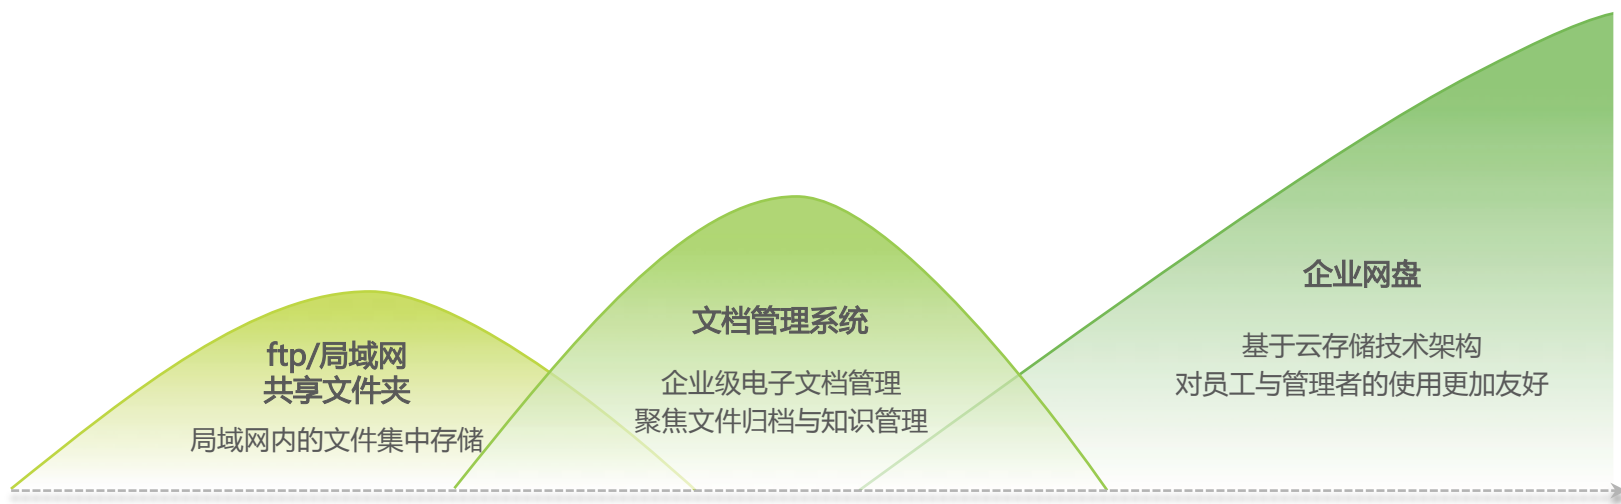 ftp/局域网
共享文件夹
局域网内的文件集中存储
文档管理系统
企业级电子文档管理
聚焦文件归档与知识管理
企业网盘
基于云存储技术架构
对员工与管理者的使用更加友好